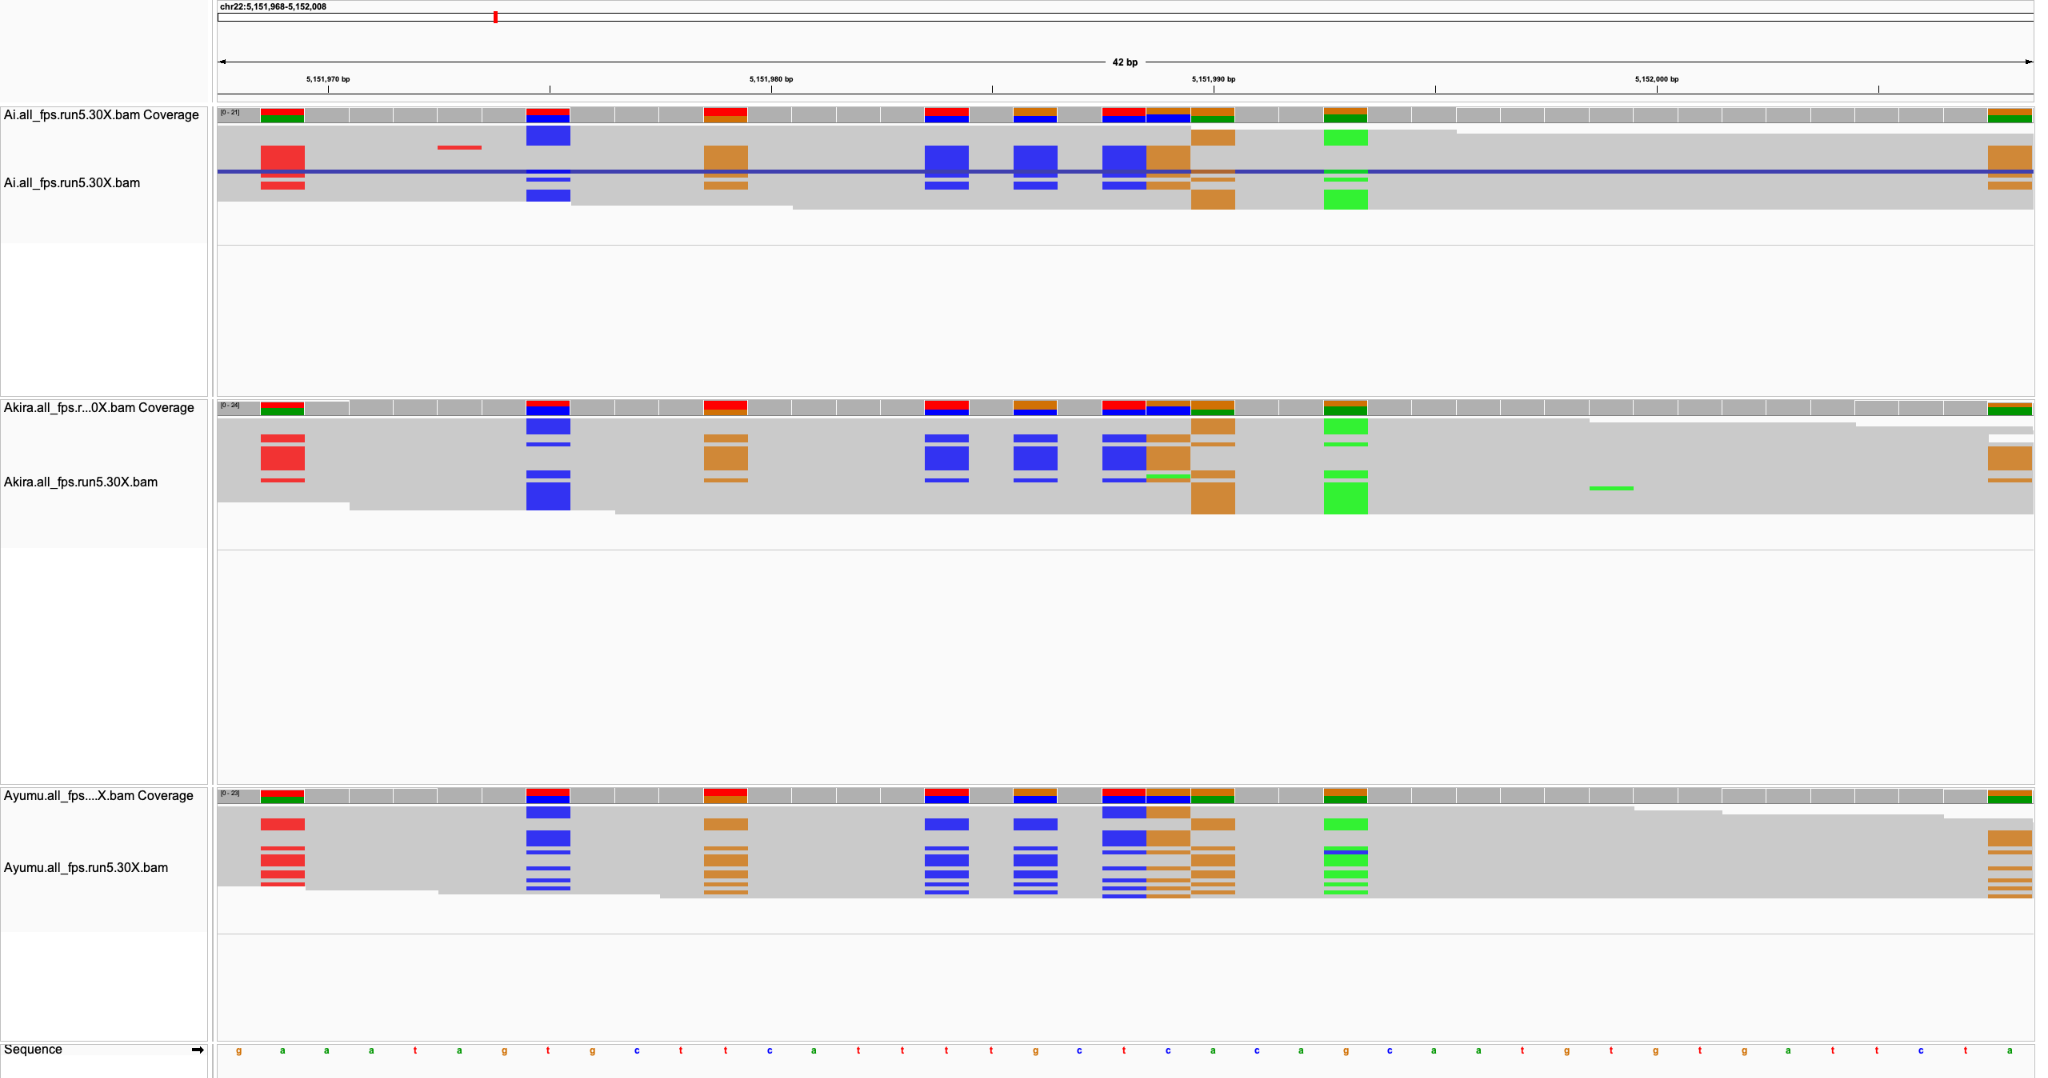 chr22:5,151,968-5,152,008
42 bp
5,151,970 bp 5,151,980 bp 5,151,990 bp 5,152,000 bp
Ai.all_fps.run5.30X.bam Coverage
[0 - 21]
Ai.all_fps.run5.30X.bam
Akira.all_fps.r...0X.bam Coverage
[0 - 24]
Akira.all_fps.run5.30X.bam
Ayumu.all_fps....X.bam Coverage
[0 - 23]
Ayumu.all_fps.run5.30X.bam
Sequence g a a a t a g t g c t t c a t t t t g c t c a c a g c a a t g t g t g a t t c t a